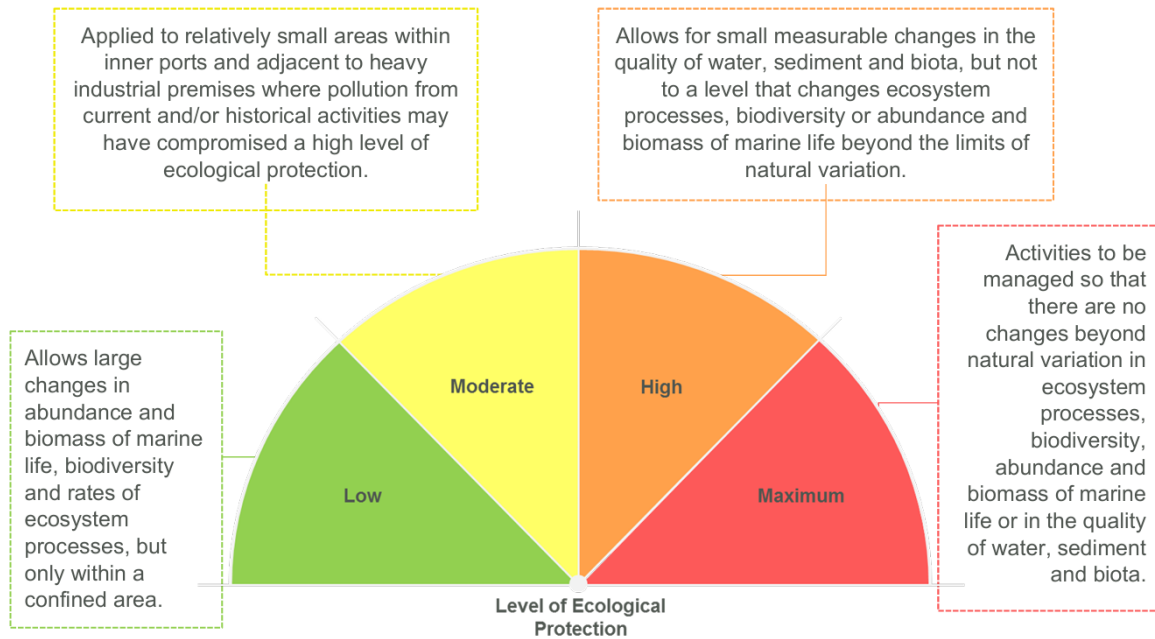 Applied to relatively small areas within
inner ports and adjacent to heavy
industrial premises where pollution from
current and/or historical activities may
have compromised a high level of
ecological protection.
Allows for small measurable changes in the
quality of water, sediment and biota, but not
to a level that changes ecosystem
processes, biodiversity or abundance and
biomass of marine life beyond the limits of
natural variation.
Allows large
changes in
abundance and
biomass of marine
life, biodiversity
and rates of
ecosystem
processes, but
only within a
confined area.
Low
Moderate
High
Maximum
Activities to be
managed so that
there are no
changes beyond
natural variation in
ecosystem
processes,
biodiversity,
abundance and
biomass of marine
life or in the quality
of water, sediment
and biota.
Level of Ecological
Protection